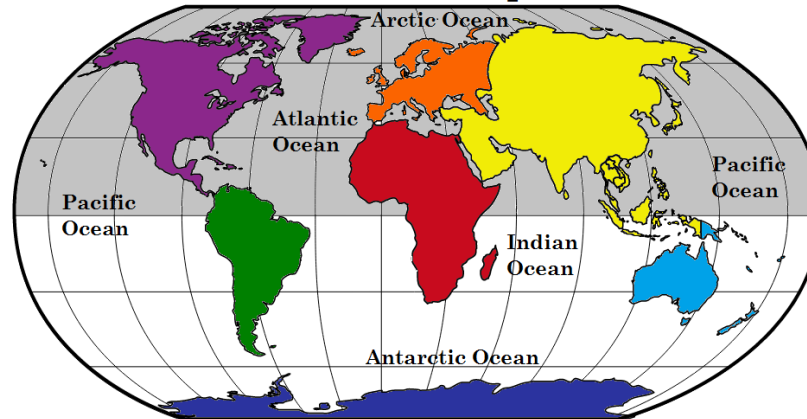 Arctic Ocean
Atlantic
Ocean
Pacific
Ocean
Pacific
Ocean
Indian
Ocean
Antarctic Ocean